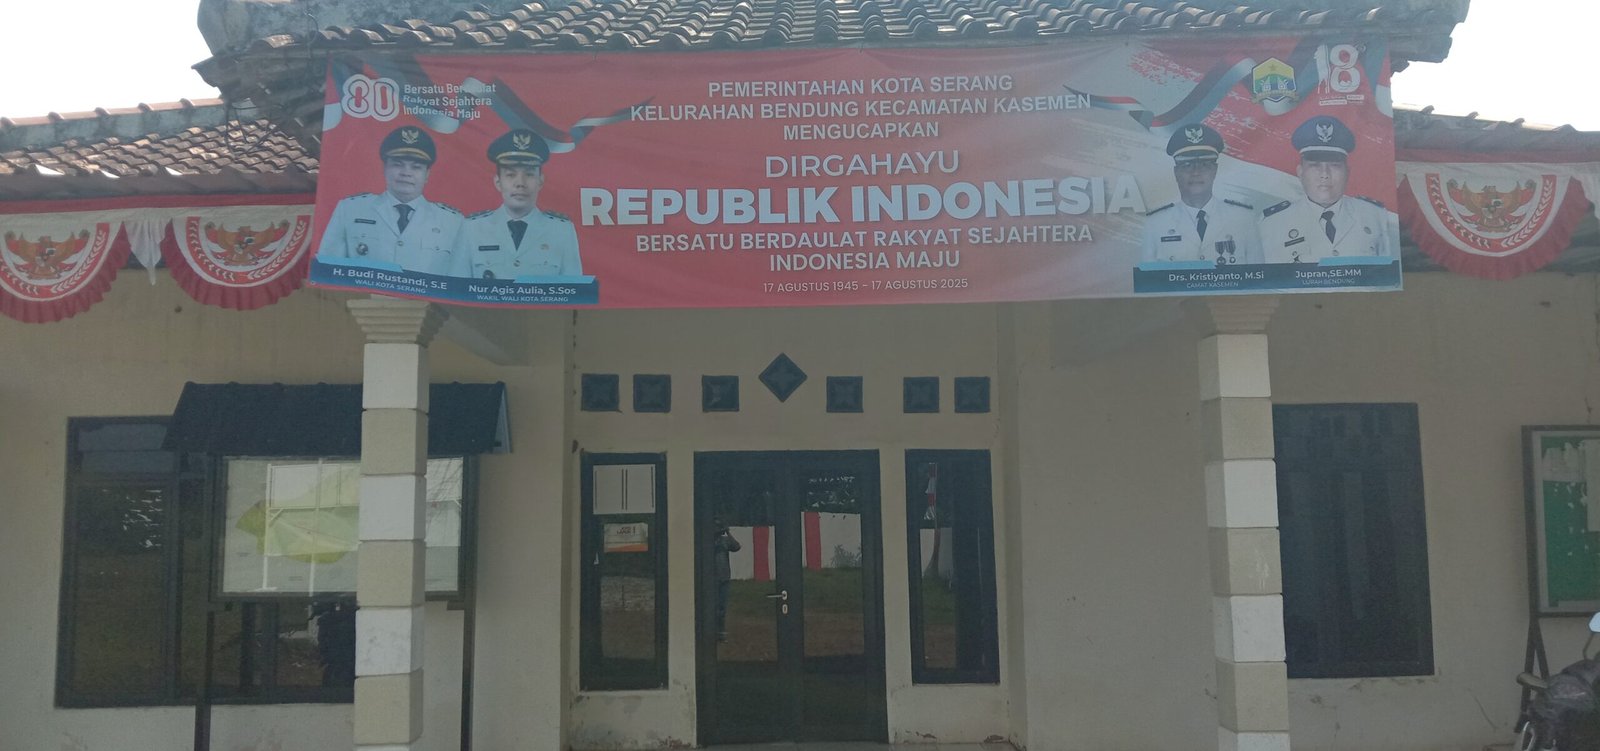 80
Bersatu Berdaulat
Rakyat Sejahtera
Indonesia Maju
PEMERINTAHAN KOTA SERANG
KELURAHAN BENDUNG KECAMATAN KASEMEN
MENGUCAPKAN
DIRGAHAYU
REPUBLIK INDONESIA
BERSATU BERDAULAT RAKYAT SEJAHTERA
INDONESIA MAJU
17 AGUSTUS 1945 - 17 AGUSTUS 2025
H. Budi Rustandi, S.E
WALI KOTA SERANG
Nur Agis Aulia, S.Sos
WAKIL WALI KOTA SERANG
18
Drs. Kristiyanto, M.Si
CAMAT KASEMEN
Jupran,SE.MM
LURAH BENDUNG